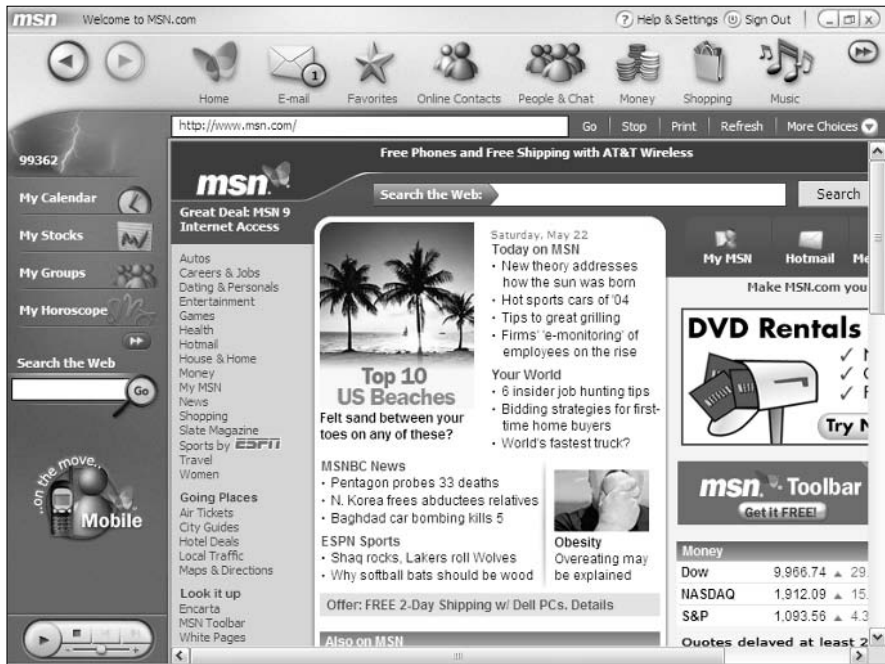 msn Welcome to MSN.com
? Help & Settings Sign Out
1
Home E-mail Favorites Online Contacts People & Chat Money Shopping Music
http://www.msn.com/ Go Stop Print Refresh More Choices
99362
My Calendar
My Stocks
My Groups
My Horoscope
Search the Web
Go
..on the move..
Mobile
Free Phones and Free Shipping with AT&T Wireless
msn
Search the Web: Search
Great Deal: MSN 9
Internet Access
Autos
Careers & Jobs
Dating & Personals
Entertainment
Games
Health
Hotmail
House & Home
Money
My MSN
News
Shopping
Slate Magazine
Sports by ESPN
Travel
Women
Going Places
Air Tickets
City Guides
Hotel Deals
Local Traffic
Maps & Directions
Look it up
Encarta
MSN Toolbar
White Pages
Top 10
US Beaches
Felt sand between your
toes on any of these?
Saturday, May 22
Today on MSN
· New theory addresses
how the sun was born
· Hot sports cars of '04
· Tips to great grilling
· Firms' 'e-monitoring' of
employees on the rise
Your World
· 6 insider job hunting tips
· Bidding strategies for first-
time home buyers
· World's fastest truck?
MSNBC News
· Pentagon probes 33 deaths
· N. Korea frees abductees relatives
· Baghdad car bombing kills 5
ESPN Sports
· Shaq rocks, Lakers roll Wolves
· Why softball bats should be wood
Obesity
Overeating may
be explained
Offer: FREE 2-Day Shipping w/ Dell PCs. Details
Also on MSN
My MSN Hotmail Me
Make MSN.com you
DVD Rentals
✓ N
✓ C
✓ F
Try N
msn Toolbar
Get it FREE!
Money
Dow 9,966.74 ▲ 29.
NASDAQ 1,912.09 ▲ 15.
S&P 1,093.56 ▲ 4.3
Quotes delayed at least 2